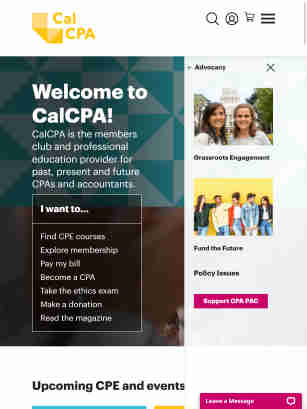 Cal
CPA
Welcome to
CalCPA!
CalCPA is the members
club and professional
education provider for
past, present and future
CPAs and accountants.
I want to...
Find CPE courses
Explore membership
Pay my bill
Become a CPA
Take the ethics exam
Make a donation
Read the magazine
Upcoming CPE and events
Advocacy
Grassroots Engagement
Fund the Future
Policy Issues
Support CPA PAC
Leave a Message